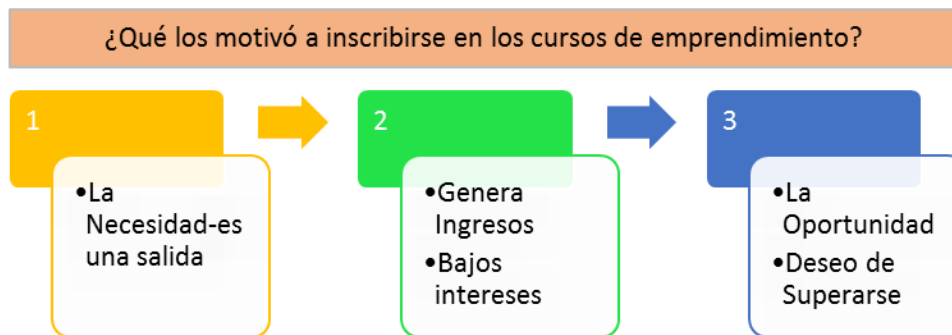 ¿Qué los motivó a inscribirse en los cursos de emprendimiento?
1
•La
Necesidad-es
una salida
2
•Genera
Ingresos
•Bajos
intereses
3
•La
Oportunidad
•Deseo de
Superarse